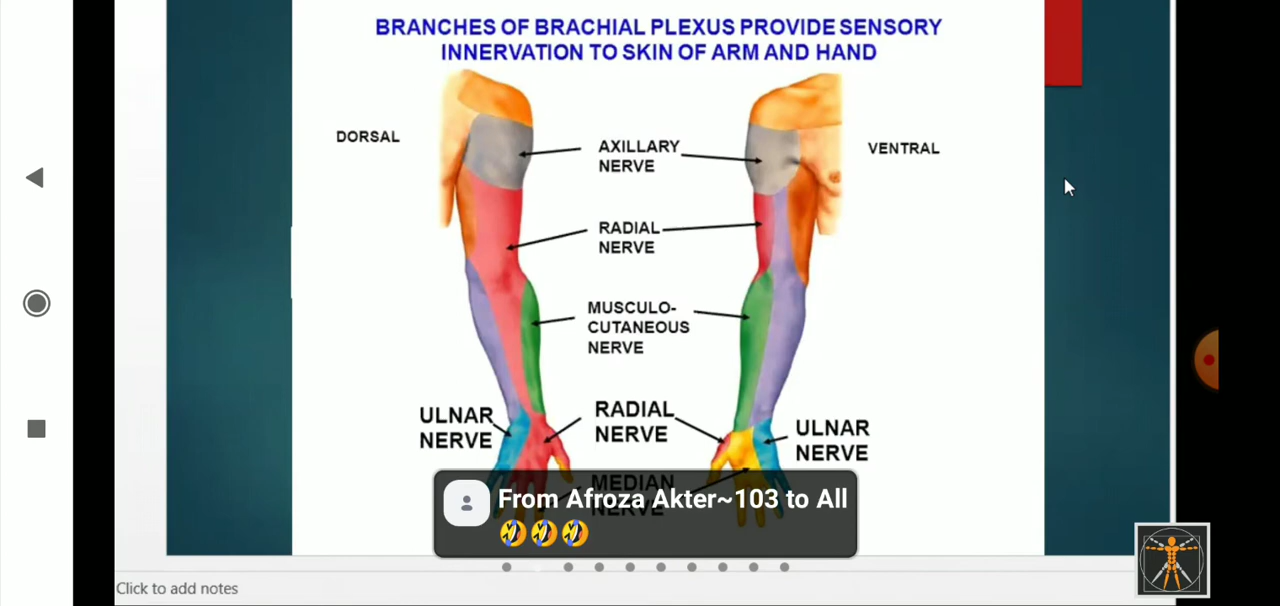 BRANCHES OF BRACHIAL PLEXUS PROVIDE SENSORY
INNERVATION TO SKIN OF ARM AND HAND
DORSAL
AXILLARY
NERVE
VENTRAL
RADIAL
NERVE
MUSCULO-
CUTANEOUS
NERVE
ULNAR
NERVE
RADIAL
NERVE
ULNAR
NERVE
MEDIAN
NERVE
From Afroza Akter~103 to All
🤣🤣🤣
Click to add notes